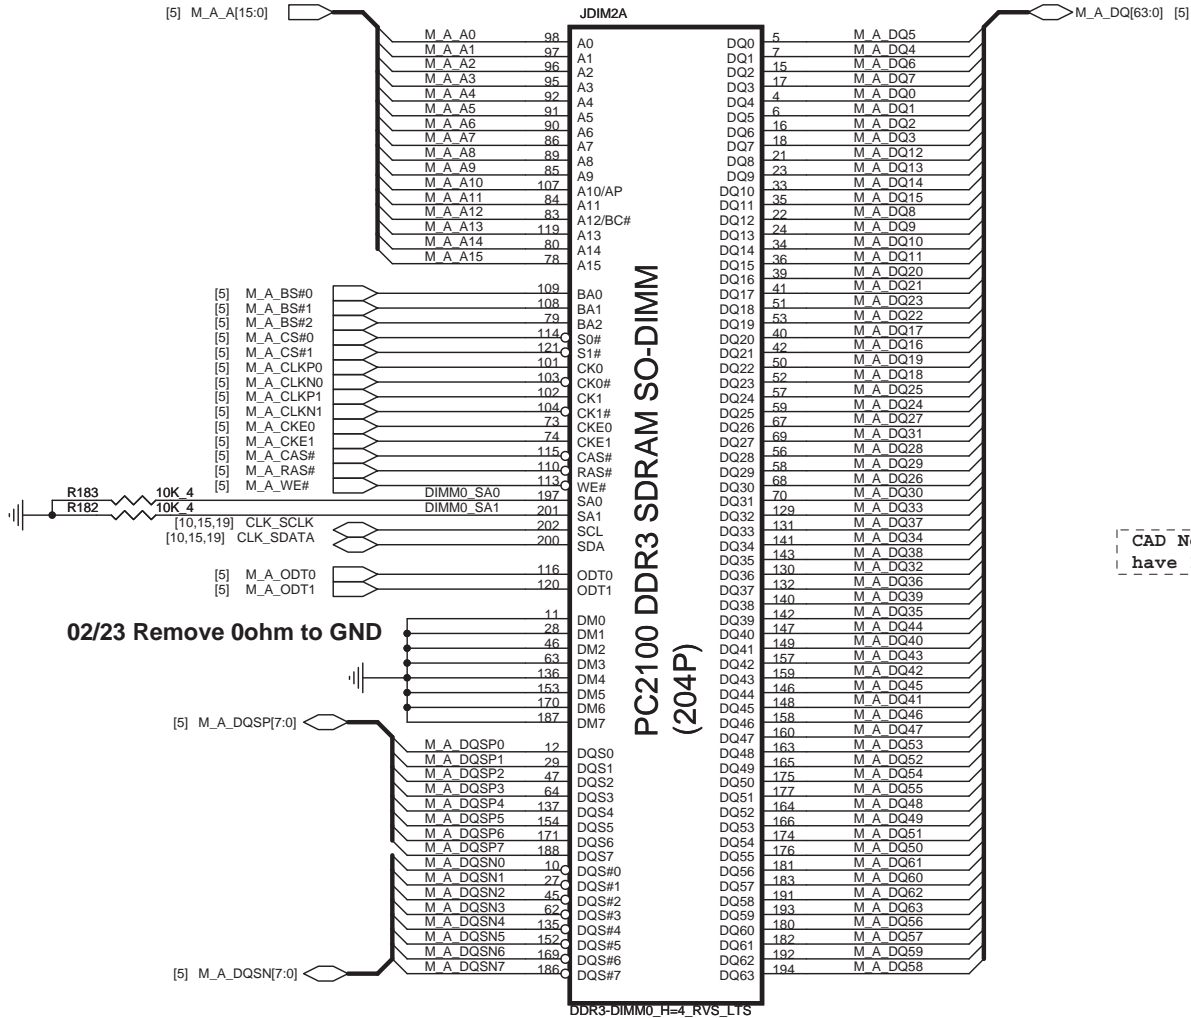 [5] M_A_A[15:0]
JDIM2A
M_A_DQ[63:0] [5]
M_A_A0 98 A0 DQ0 5 M_A_DQ5
M_A_A1 97 A1 DQ1 7 M_A_DQ4
M_A_A2 96 A2 DQ2 15 M_A_DQ6
M_A_A3 95 A3 DQ3 17 M_A_DQ7
M_A_A4 92 A4 DQ4 4 M_A_DQ0
M_A_A5 91 A5 DQ5 6 M_A_DQ1
M_A_A6 90 A6 DQ6 16 M_A_DQ2
M_A_A7 86 A7 DQ7 18 M_A_DQ3
M_A_A8 89 A8 DQ8 21 M_A_DQ12
M_A_A9 85 A9 DQ9 23 M_A_DQ13
M_A_A10 107 A10/AP DQ10 33 M_A_DQ14
M_A_A11 84 A11 DQ11 35 M_A_DQ15
M_A_A12 83 A12/BC# DQ12 22 M_A_DQ8
M_A_A13 119 A13 DQ13 24 M_A_DQ9
M_A_A14 80 A14 DQ14 34 M_A_DQ10
M_A_A15 78 A15 DQ15 36 M_A_DQ11
DQ16 39 M_A_DQ20
[5] M_A_BS#0 109 BA0 DQ17 41 M_A_DQ21
[5] M_A_BS#1 108 BA1 DQ18 51 M_A_DQ23
[5] M_A_BS#2 79 BA2 DQ19 53 M_A_DQ22
[5] M_A_CS#0 114 S0# DQ20 40 M_A_DQ17
[5] M_A_CS#1 121 S1# DQ21 42 M_A_DQ16
[5] M_A_CLKP0 101 CK0 DQ22 50 M_A_DQ19
[5] M_A_CLKN0 103 CK0# DQ23 52 M_A_DQ18
[5] M_A_CLKP1 102 CK1 DQ24 57 M_A_DQ25
[5] M_A_CLKN1 104 CK1# DQ25 59 M_A_DQ24
[5] M_A_CKE0 73 CKE0 DQ26 67 M_A_DQ27
[5] M_A_CKE1 74 CKE1 DQ27 69 M_A_DQ31
[5] M_A_CAS# 115 CAS# DQ28 56 M_A_DQ28
[5] M_A_RAS# 110 RAS# DQ29 58 M_A_DQ29
[5] M_A_WE# 113 WE# DQ30 68 M_A_DQ26
R183 10K_4 DIMM0_SA0 197 SA0 DQ31 70 M_A_DQ30
R182 10K_4 DIMM0_SA1 201 SA1 DQ32 129 M_A_DQ33
[10,15,19] CLK_SCLK 202 SCL DQ33 131 M_A_DQ37
[10,15,19] CLK_SDATA 200 SDA DQ34 141 M_A_DQ34
DQ35 143 M_A_DQ38
[5] M_A_ODT0 116 ODT0 DQ36 130 M_A_DQ32
[5] M_A_ODT1 120 ODT1 DQ37 132 M_A_DQ36
DQ38 140 M_A_DQ39
11 DM0 DQ39 142 M_A_DQ35
28 DM1 DQ40 147 M_A_DQ44
46 DM2 DQ41 149 M_A_DQ40
63 DM3 DQ42 157 M_A_DQ43
136 DM4 DQ43 159 M_A_DQ42
153 DM5 DQ44 146 M_A_DQ45
170 DM6 DQ45 148 M_A_DQ41
187 DM7 DQ46 158 M_A_DQ46
DQ47 160 M_A_DQ47
02/23 Remove 0ohm to GND
[5] M_A_DQSP[7:0]
M_A_DQSP0 12 DQS0 DQ48 163 M_A_DQ53
M_A_DQSP1 29 DQS1 DQ49 165 M_A_DQ52
M_A_DQSP2 47 DQS2 DQ50 175 M_A_DQ54
M_A_DQSP3 64 DQS3 DQ51 177 M_A_DQ55
M_A_DQSP4 137 DQS4 DQ52 164 M_A_DQ48
M_A_DQSP5 154 DQS5 DQ53 166 M_A_DQ49
M_A_DQSP6 171 DQS6 DQ54 174 M_A_DQ51
M_A_DQSP7 188 DQS7 DQ55 176 M_A_DQ50
M_A_DQSN0 10 DQS#0 DQ56 181 M_A_DQ61
M_A_DQSN1 27 DQS#1 DQ57 183 M_A_DQ60
M_A_DQSN2 45 DQS#2 DQ58 191 M_A_DQ62
M_A_DQSN3 62 DQS#3 DQ59 193 M_A_DQ63
M_A_DQSN4 135 DQS#4 DQ60 180 M_A_DQ56
M_A_DQSN5 152 DQS#5 DQ61 182 M_A_DQ57
M_A_DQSN6 169 DQS#6 DQ62 192 M_A_DQ59
M_A_DQSN7 186 DQS#7 DQ63 194 M_A_DQ58
[5] M_A_DQSN[7:0]
PC2100 DDR3 SDRAM SO-DIMM
(204P)
DDR3-DIMM0_H=4_RVS_LTS
CAD
have